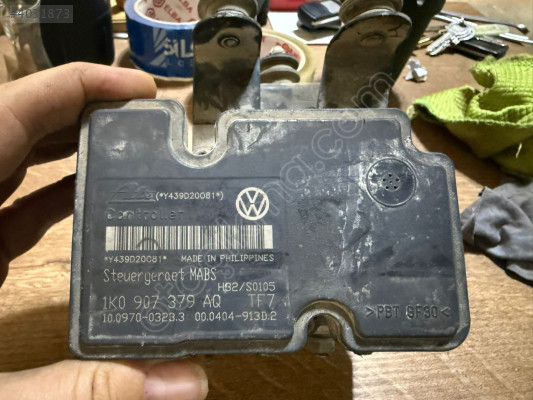 (*Y439D20081*)
Controller
*Y439D20081* MADE IN PHILIPPINES
Steuergeraet MABS
H32/S0105
1K0 907 379 AQ TF7
10.0970-0323.3 00.0404-913D.2
>PBT GF30<